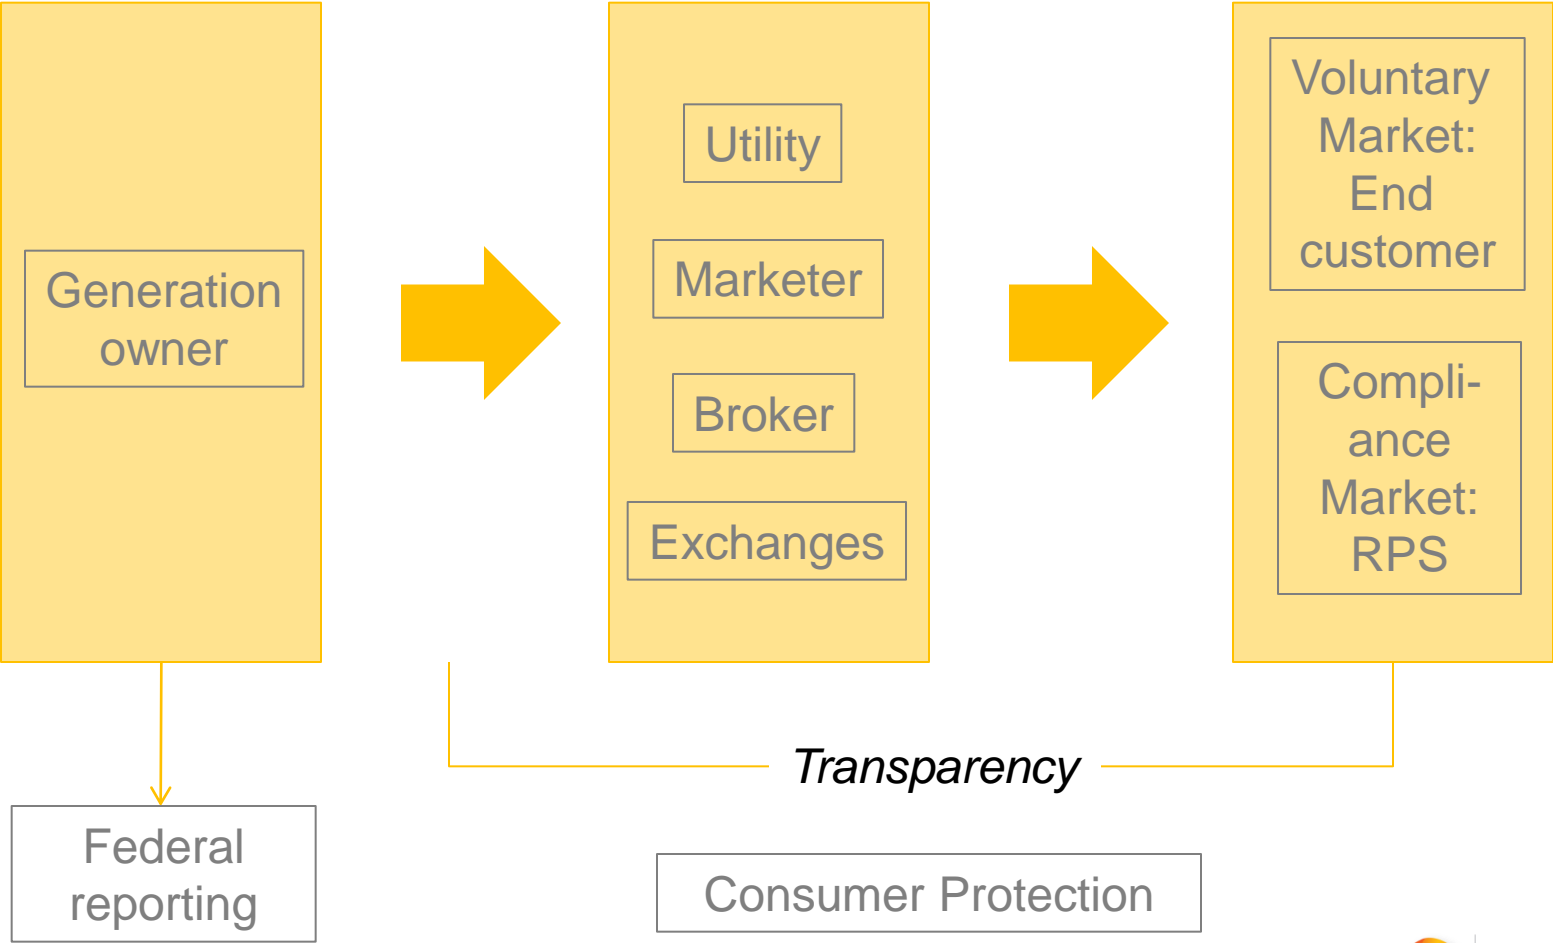 Generation
owner
Utility
Marketer
Broker
Exchanges
Voluntary
Market:
End
customer
Compli-
ance
Market:
RPS
Transparency
Federal
reporting
Consumer Protection